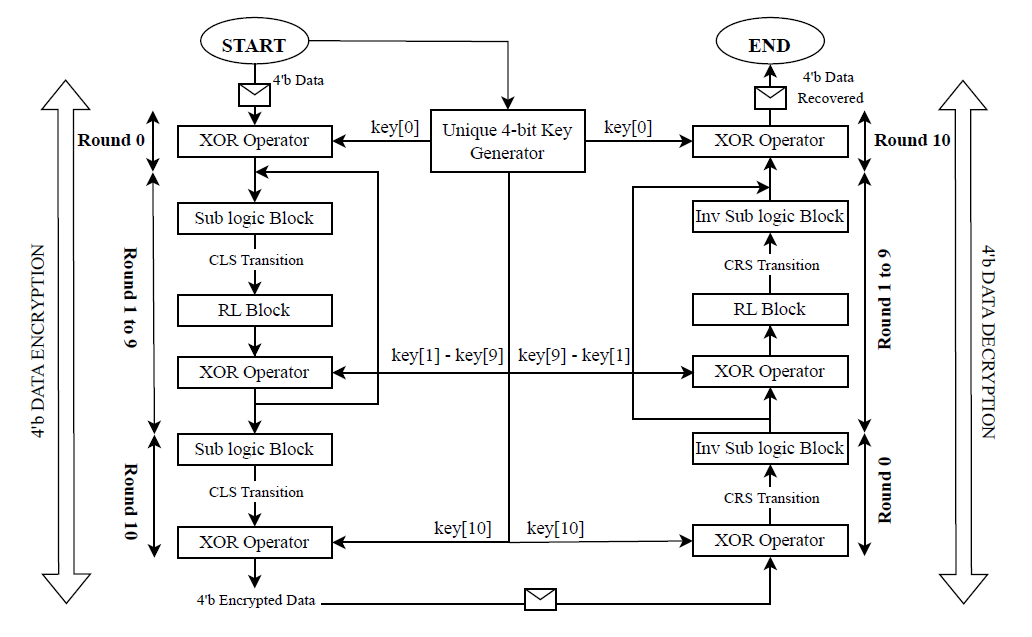 START
END
4'b Data
4'b Data
Recovered
Round 0
XOR Operator
key[0]
Unique 4-bit Key
Generator
key[0]
XOR Operator
Round 10
Sub logic Block
Inv Sub logic Block
CLS Transition
CRS Transition
4'b DATA ENCRYPTION
Round 1 to 9
RL Block
RL Block
Round 1 to 9
4'b DATA DECRYPTION
key[1] - key[9]
key[9] - key[1]
XOR Operator
XOR Operator
Sub logic Block
Inv Sub logic Block
Round 10
CLS Transition
CRS Transition
Round 0
key[10]
key[10]
XOR Operator
XOR Operator
4'b Encrypted Data